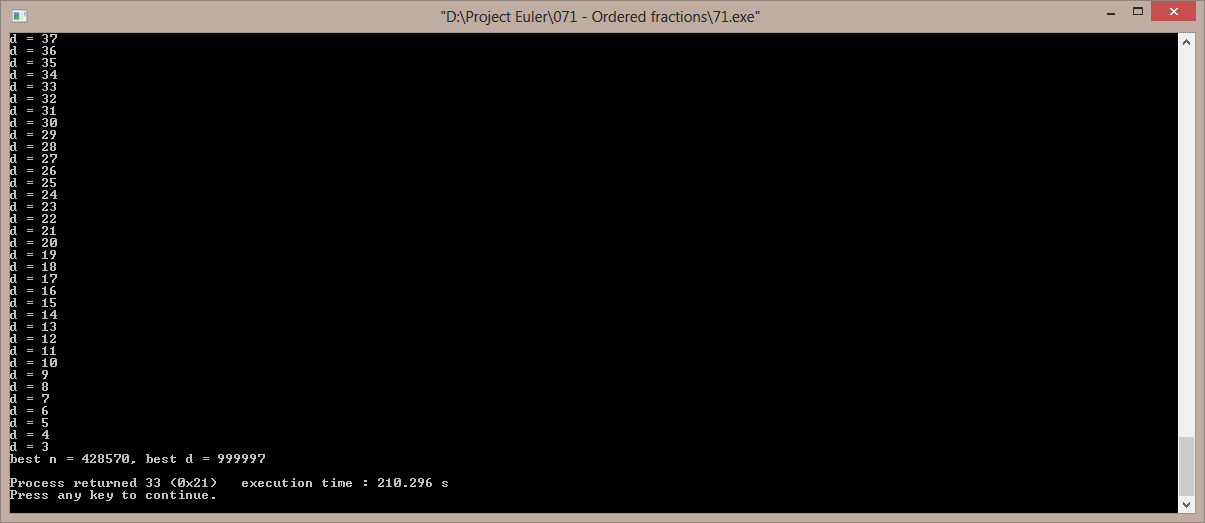 "D:\Project Euler\071 - Ordered fractions\71.exe"
d = 37
d = 36
d = 35
d = 34
d = 33
d = 32
d = 31
d = 30
d = 29
d = 28
d = 27
d = 26
d = 25
d = 24
d = 23
d = 22
d = 21
d = 20
d = 19
d = 18
d = 17
d = 16
d = 15
d = 14
d = 13
d = 12
d = 11
d = 10
d = 9
d = 8
d = 7
d = 6
d = 5
d = 4
d = 3
best n = 428570, best d = 999997
Process returned 33 (0x21)   execution time : 210.296 s
Press any key to continue.